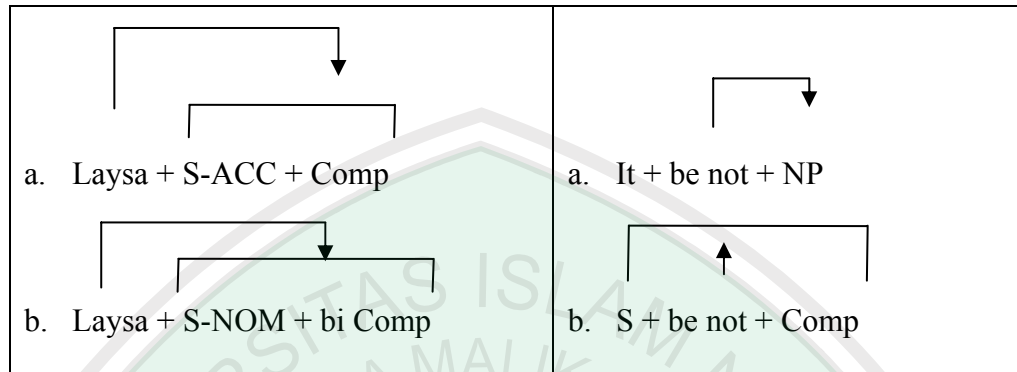 a. Laysa + S-ACC + Comp
a. It + be not + NP
b. Laysa + S-NOM + bi Comp
b. S + be not + Comp